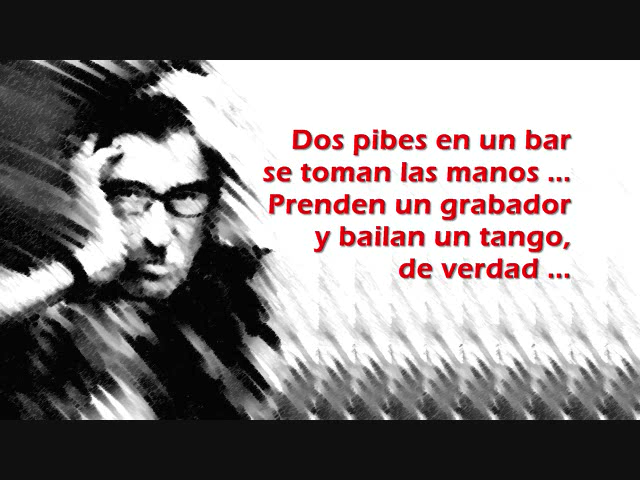 Dos pibes en un bar
se toman las manos ...
Prenden un grabador
y bailan un tango,
de verdad ...